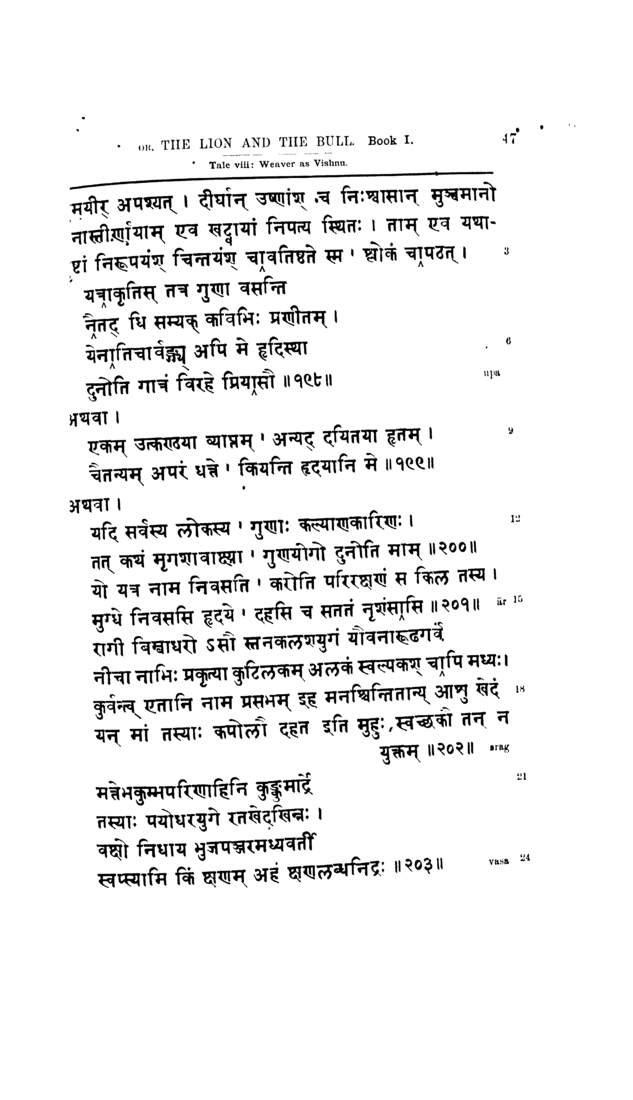 OR, THE LION AND THE BULL. Book I. 47
Tale viii: Weaver as Vishnu.
मयीर् अपश्यत् । दीर्घान् उष्णांश् च निःश्वासान् मुञ्चमानो
नास्तीर्णायाम् एव खट्वायां निपत्य स्थितः । ताम् एव यथा-
ष्टां निरूपयंश् चिन्तयंश् चावतिष्ठते स्म ' श्लोकं चापठत् । 3
यत्राकृतिस् तत्र गुणा वसन्ति
नैतद् धि सम्यक् कविभिः प्रणीतम् ।
येनातिचार्वङ्ग्य् अपि मे हृदिस्था 6
दुनोति गात्रं विरहे प्रियासौ ॥१९८॥ upa
अथवा ।
एकम् उत्कण्ठया व्याप्तम् ' अन्यद् दयितया हृतम् । 9
चैतन्यम् अपरं धत्ते ' कियन्ति हृदयानि मे ॥१९९॥
अथवा ।
यदि सर्वस्य लोकस्य ' गुणाः कल्याणकारिणः । 12
तत् कथं मृगशावाक्ष्या ' गुणयोगो दुनोति माम् ॥२००॥
यो यत्र नाम निवसति ' करोति परिरक्षणं स किल तस्य ।
मुग्धे निवससि हृदये ' दहसि च सततं नृशंसासि ॥२०१॥ är 15
रागी बिम्बाधरो ऽसौ स्तनकलशयुगं यौवनारूढगर्वं
नीचा नाभिः प्रकृत्या कुटिलकम् अलकं स्वल्पकश् चापि मध्यः।
कुर्वन्त्व् एतानि नाम प्रसभम् इह मनश्चिन्तितान्य् आशु खेदं 18
यन् मां तस्याः कपोलौ दहत इति मुहुः, स्वच्छकौ तन् न
युक्तम् ॥२०२॥ srag
मत्तेभकुम्भपरिणाहिनि कुङ्कुमार्द्रे 21
तस्याः पयोधरयुगे रतखेदखिन्नः ।
वक्षो निधाय भुजपञ्जरमध्यवर्ती
स्वप्स्यामि किं क्षणम् अहं क्षणलब्धनिद्रः ॥२०३॥ vasa 24